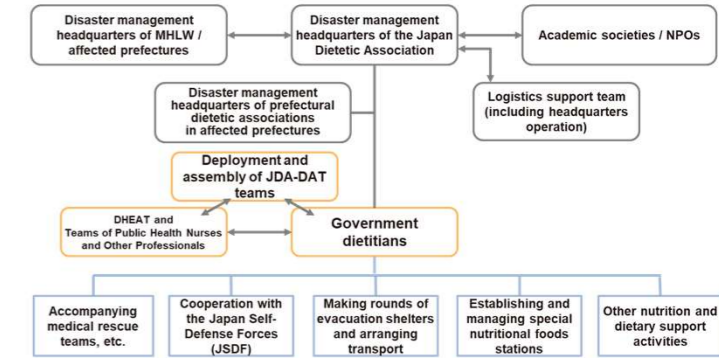 Disaster management
headquarters of MHLW /
affected prefectures
Disaster management
headquarters of the Japan
Dietetic Association
Academic societies / NPOs
Disaster management
headquarters of prefectural
dietetic associations
in affected prefectures
Logistics support team
(including headquarters
operation)
Deployment and
assembly of JDA-DAT
teams
DHEAT and
Teams of Public Health Nurses
and Other Professionals
Government
dietitians
Accompanying
medical rescue
teams, etc.
Cooperation with
the Japan Self-
Defense Forces
(JSDF)
Making rounds of
evacuation shelters
and arranging
transport
Establishing and
managing special
nutritional foods
stations
Other nutrition and
dietary support
activities